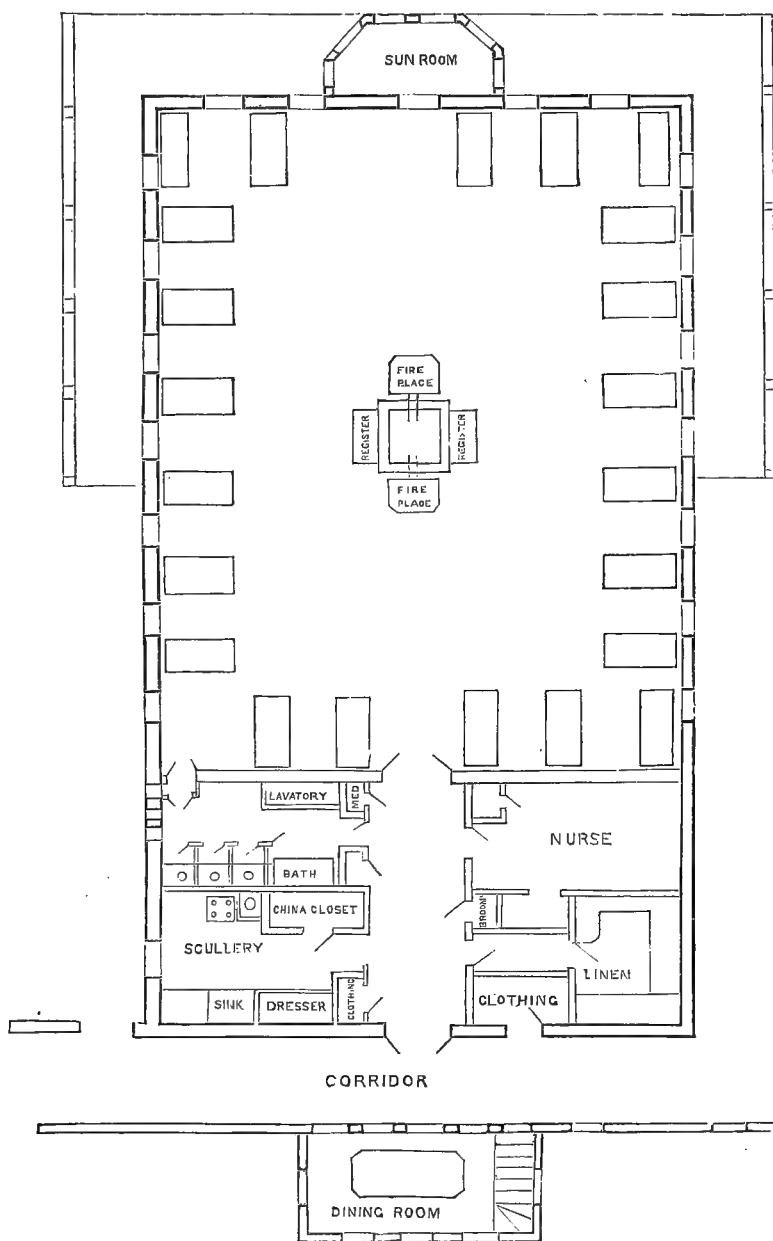 SUN ROOM
FIRE
PLACE
REGISTER
REGISTER
FIRE
PLACE
LAVATORY
MED
NURSE
BATH
CHINA CLOSET
BROOM
SCULLERY
LINEN
SINK
DRESSER
CLOTHING
CLOTHING
CORRIDOR
DINING ROOM